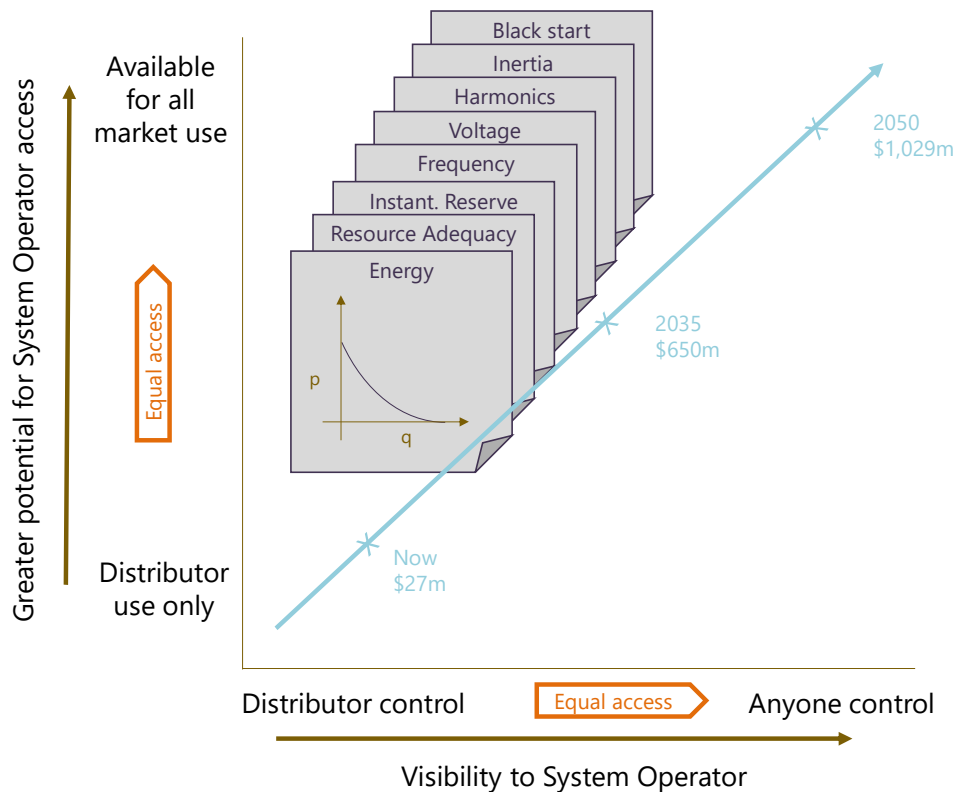 Greater potential for System Operator access
Available
for all
market use
Equal access
Distributor
use only
Black start
Inertia
Harmonics
Voltage
Frequency
Instant. Reserve
Resource Adequacy
Energy
p
q
2050
$1,029m
2035
$650m
Now
$27m
Distributor control
Equal access
Anyone control
Visibility to System Operator